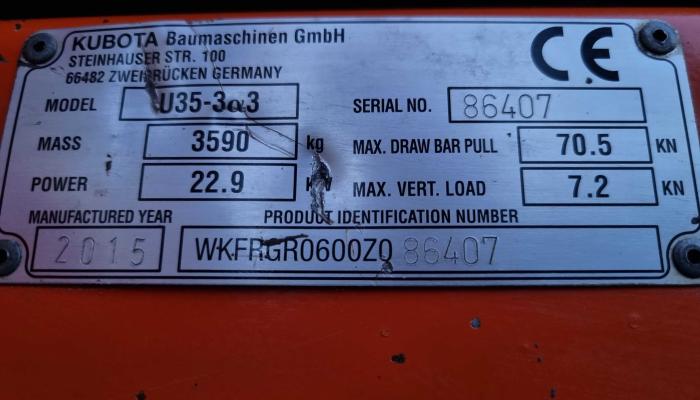 KUBOTA Baumaschinen GmbH
STEINHAUSER STR. 100
66482 ZWEIBRÜCKEN GERMANY
CE
MODEL U35-3α3 SERIAL NO. 86407
MASS 3590 kg MAX. DRAW BAR PULL 70.5 KN
POWER 22.9 KW MAX. VERT. LOAD 7.2 KN
MANUFACTURED YEAR PRODUCT IDENTIFICATION NUMBER
2015 WKFRGR0600Z086407